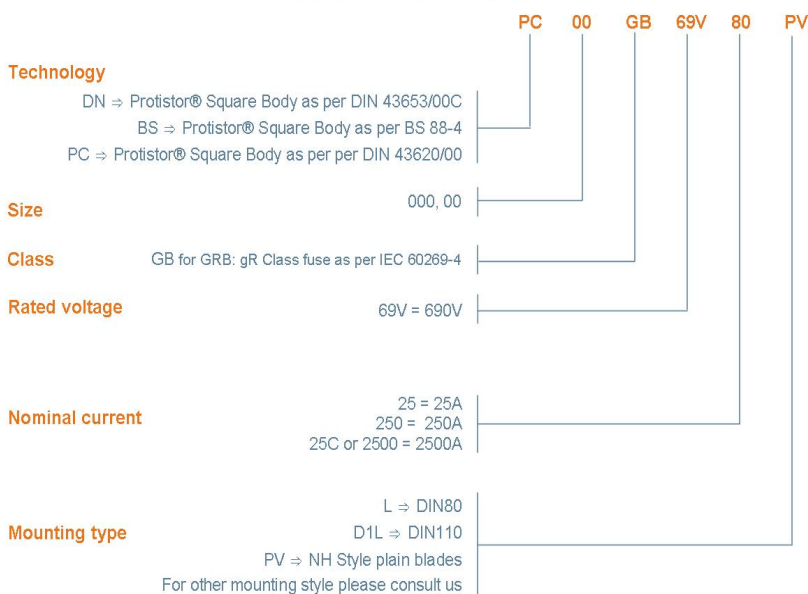 PC 00 GB 69V 80 PV
Technology
DN ⇒ Protistor® Square Body as per DIN 43653/00C
BS ⇒ Protistor® Square Body as per BS 88-4
PC ⇒ Protistor® Square Body as per per DIN 43620/00
Size
000, 00
Class
GB for GRB: gR Class fuse as per IEC 60269-4
Rated voltage
69V = 690V
Nominal current
25 = 25A
250 = 250A
25C or 2500 = 2500A
Mounting type
L ⇒ DIN80
D1L ⇒ DIN110
PV ⇒ NH Style plain blades
For other mounting style please consult us